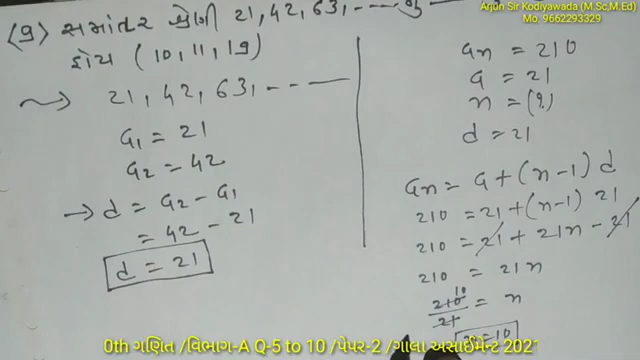 Arjun Sir Kodiyawada (M.Sc,M.Ed)
Mo. 9662293329
(9) સમાંતર શ્રેણી 21, 42, 63, ---
હોય (10, 11, 19)
21, 42, 63, ---
a₁ = 21
a₂ = 42
→ d = a₂ - a₁
= 42 - 21
d = 21
an = 210
a = 21
n = (?)
d = 21
an = a + (n-1) d
210 = 21 + (n-1) 21
210 = 21 + 21n - 21
210 = 21n
210/21 = n
10
n = 10
0th ગણિત /વિભાગ-A Q-5 to 10 /પેપર-2 /ગાલા અસાઈમેન્ટ 2021